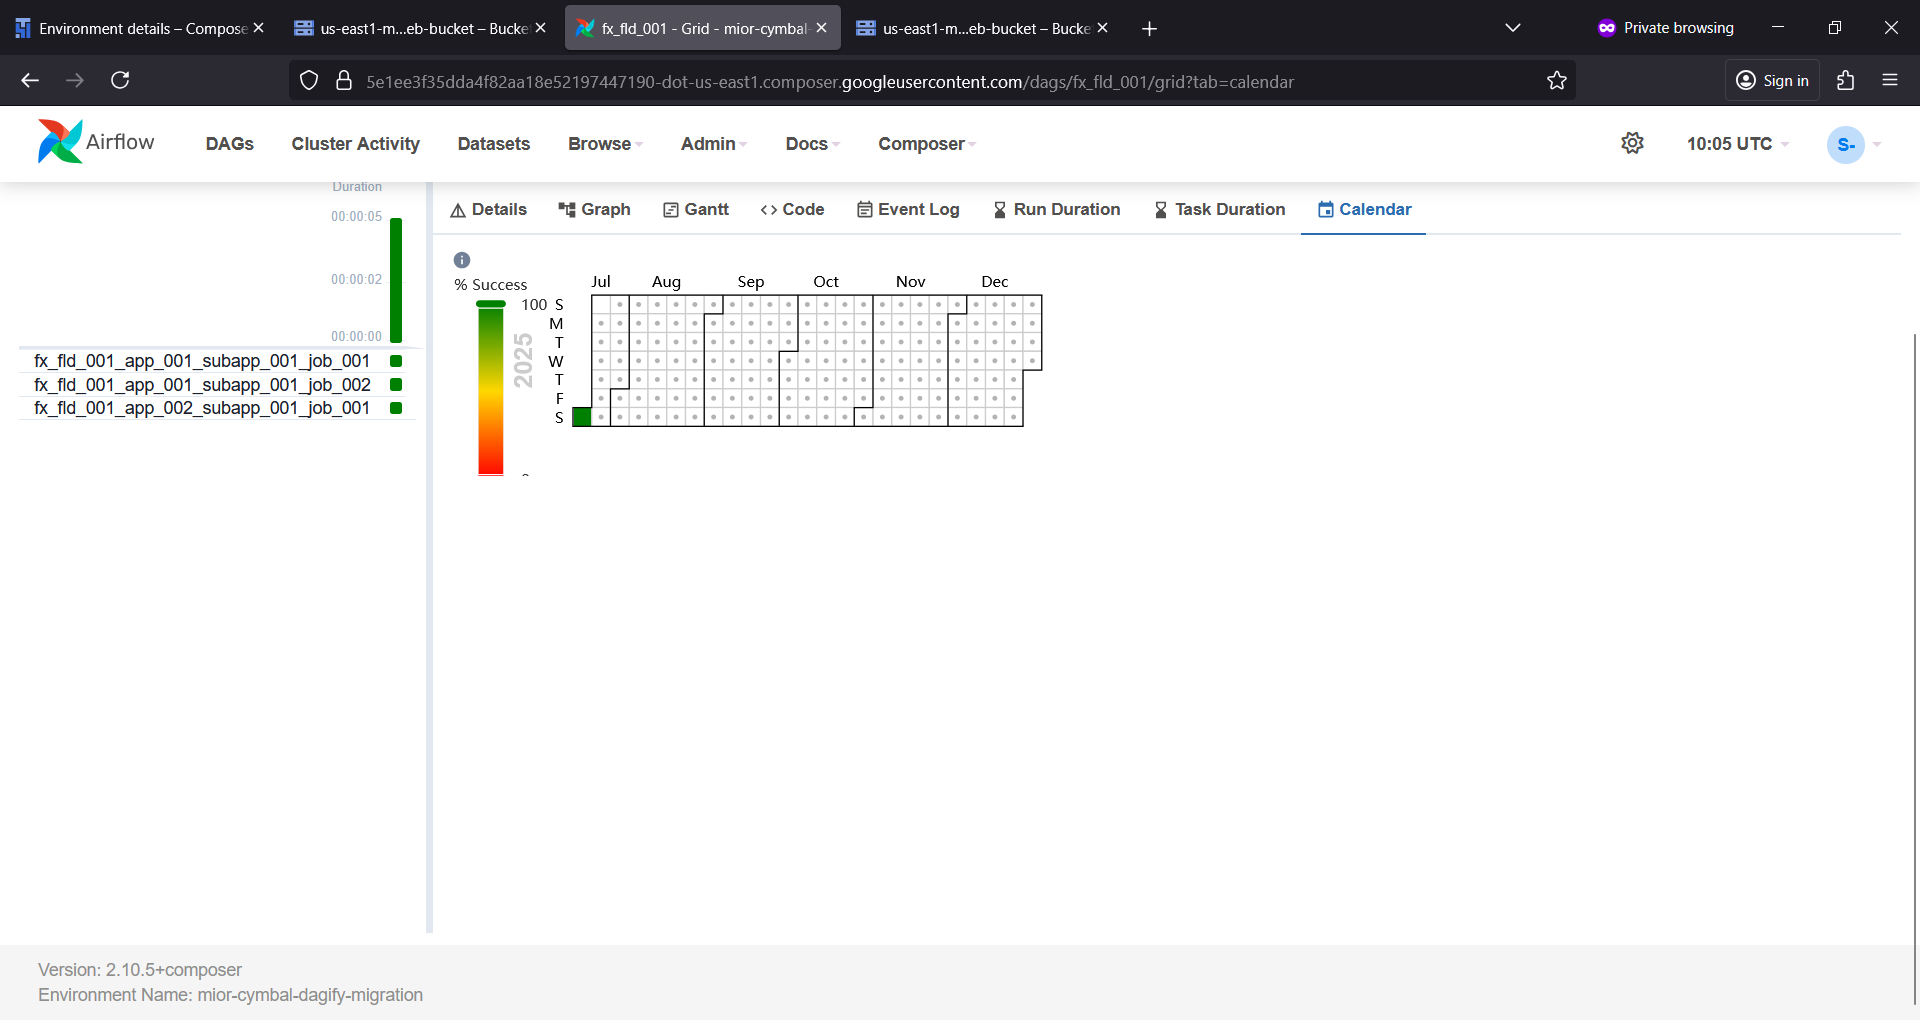 Environment details – Compose
us-east1-m...eb-bucket – Bucke
fx_fld_001 - Grid - mior-cymbal-
us-east1-m...eb-bucket – Bucke
Private browsing
5e1ee3f35dda4f82aa18e52197447190-dot-us-east1.composer.googleusercontent.com/dags/fx_fld_001/grid?tab=calendar
Sign in
Airflow
DAGs
Cluster Activity
Datasets
Browse
Admin
Docs
Composer
10:05 UTC
S-
Duration
00:00:05
00:00:02
00:00:00
fx_fld_001_app_001_subapp_001_job_001
fx_fld_001_app_001_subapp_001_job_002
fx_fld_001_app_002_subapp_001_job_001
Details
Graph
Gantt
Code
Event Log
Run Duration
Task Duration
Calendar
% Success
100
2025
Jul Aug Sep Oct Nov Dec
S
M
T
W
T
F
S
Version: 2.10.5+composer
Environment Name: mior-cymbal-dagify-migration